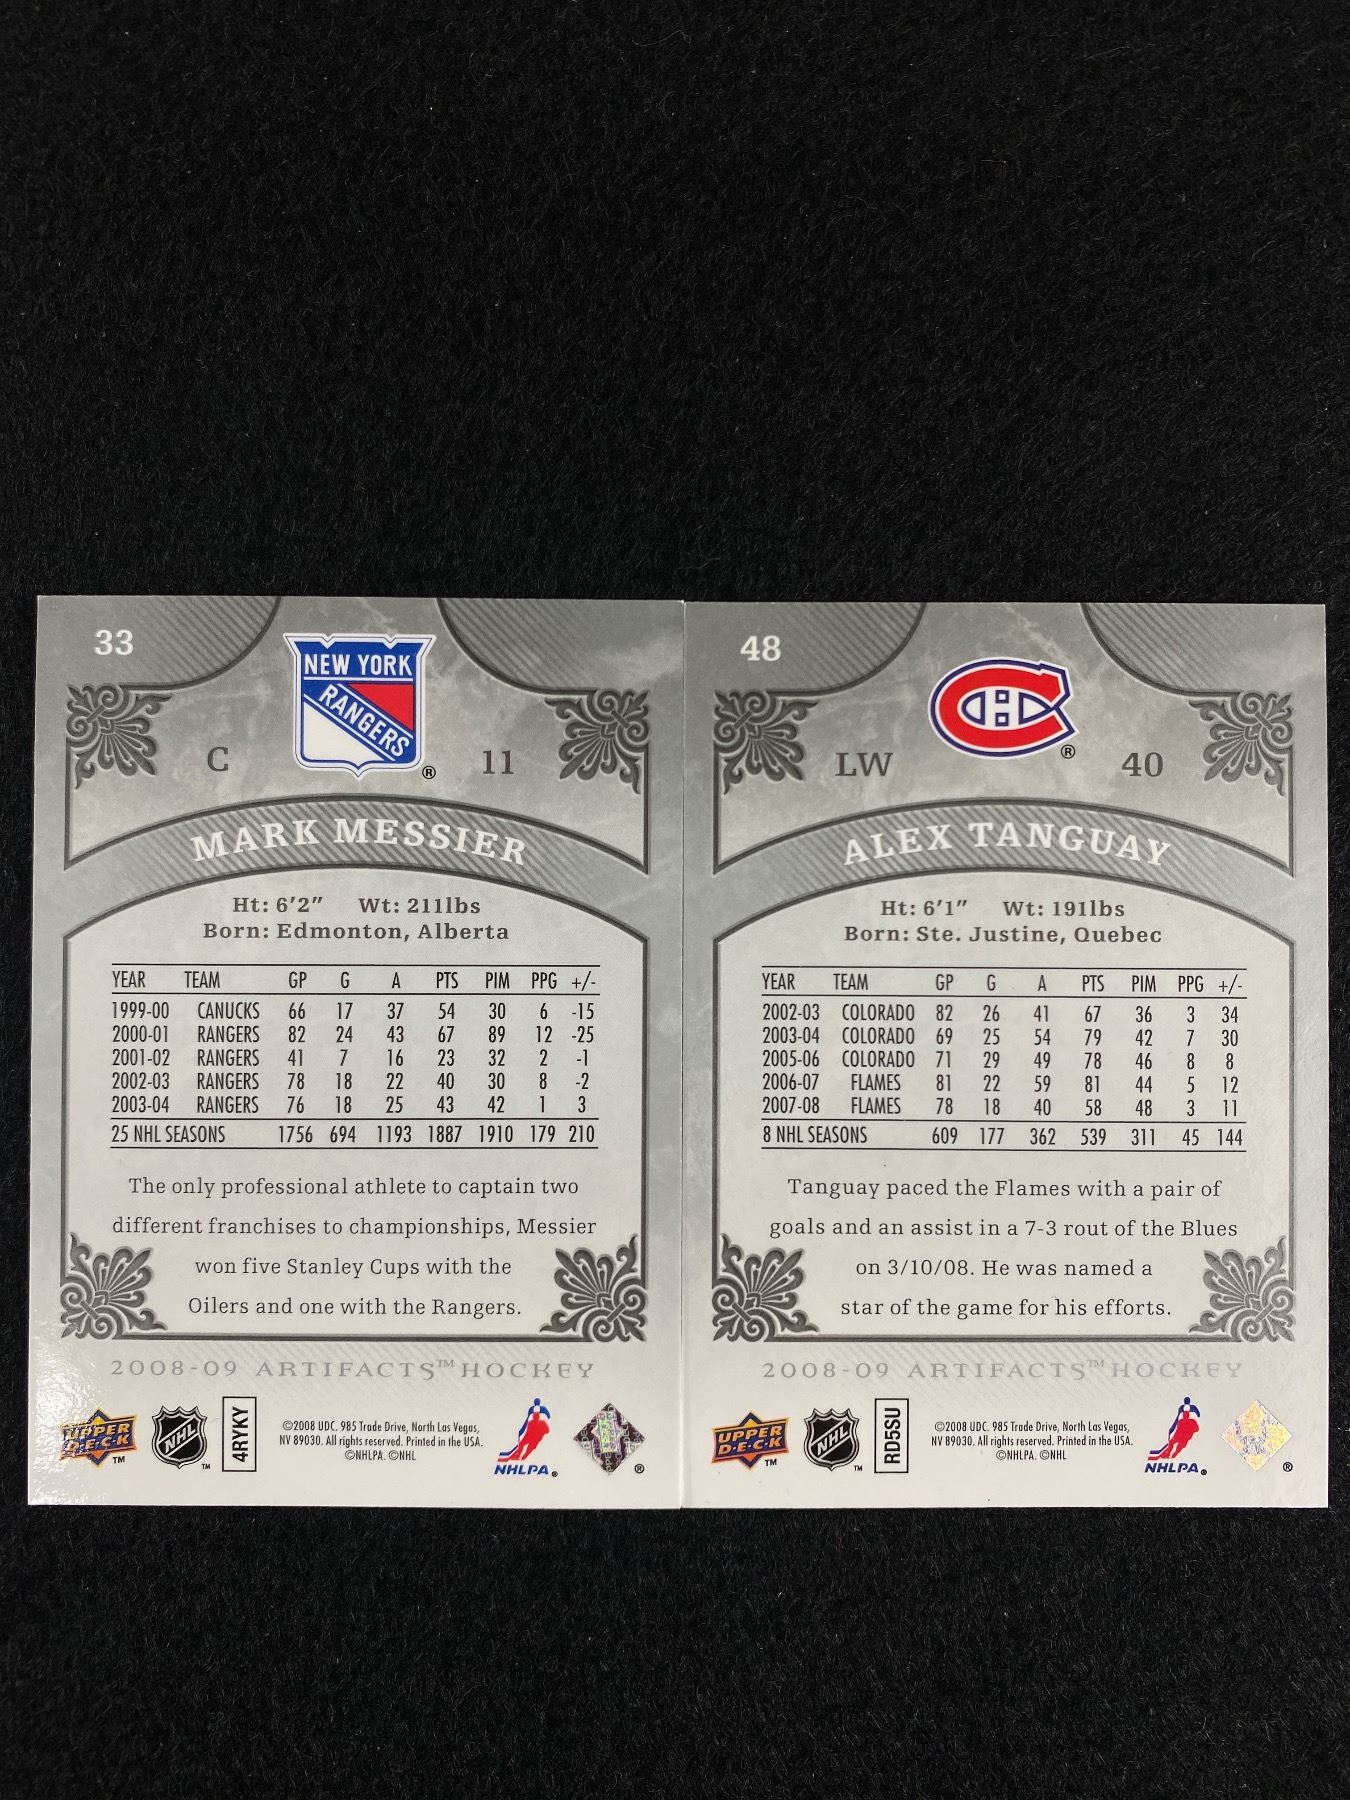 33
NEW YORK
RANGERS
®
C
11
MARK MESSIER
Ht: 6'2" Wt: 211lbs
Born: Edmonton, Alberta
YEAR TEAM GP G A PTS PIM PPG +/-
1999-00 CANUCKS 66 17 37 54 30 6 -15
2000-01 RANGERS 82 24 43 67 89 12 -25
2001-02 RANGERS 41 7 16 23 32 2 -1
2002-03 RANGERS 78 18 22 40 30 8 -2
2003-04 RANGERS 76 18 25 43 42 1 3
25 NHL SEASONS 1756 694 1193 1887 1910 179 210
The only professional athlete to captain two
different franchises to championships, Messier
won five Stanley Cups with the
Oilers and one with the Rangers.
2008-09 ARTIFACTS™ HOCKEY
UPPER
D.E.C.K
TM
NHL
TM
4RYKY
©2008 UDC. 985 Trade Drive, North Las Vegas,
NV 89030. All rights reserved. Printed in the USA.
©NHLPA. ©NHL
NHLPA®
®
48
C H
®
LW
40
ALEX TANGUAY
Ht: 6'1" Wt: 191lbs
Born: Ste. Justine, Quebec
YEAR TEAM GP G A PTS PIM PPG +/-
2002-03 COLORADO 82 26 41 67 36 3 34
2003-04 COLORADO 69 25 54 79 42 7 30
2005-06 COLORADO 71 29 49 78 46 8 8
2006-07 FLAMES 81 22 59 81 44 5 12
2007-08 FLAMES 78 18 40 58 48 3 11
8 NHL SEASONS 609 177 362 539 311 45 144
Tanguay paced the Flames with a pair of
goals and an assist in a 7-3 rout of the Blues
on 3/10/08. He was named a
star of the game for his efforts.
2008-09 ARTIFACTS™ HOCKEY
UPPER
D.E.C.K
TM
NHL
TM
RD5SU
©2008 UDC. 985 Trade Drive, North Las Vegas,
NV 89030. All rights reserved. Printed in the USA.
©NHLPA. ©NHL
NHLPA®
®